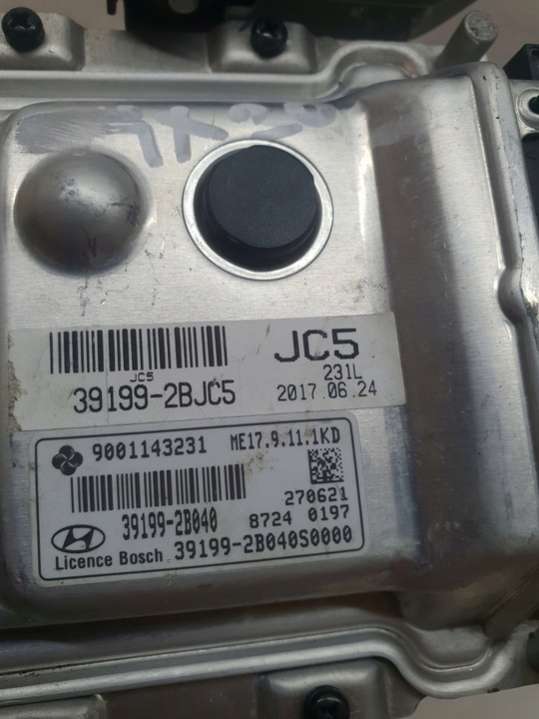 JC5
JC5
231L
39199-2BJC5
2017.06.24
9001143231
ME17.9.11.1KD
270621
39199-2B040
8724 0197
Licence Bosch 39199-2B040S0000